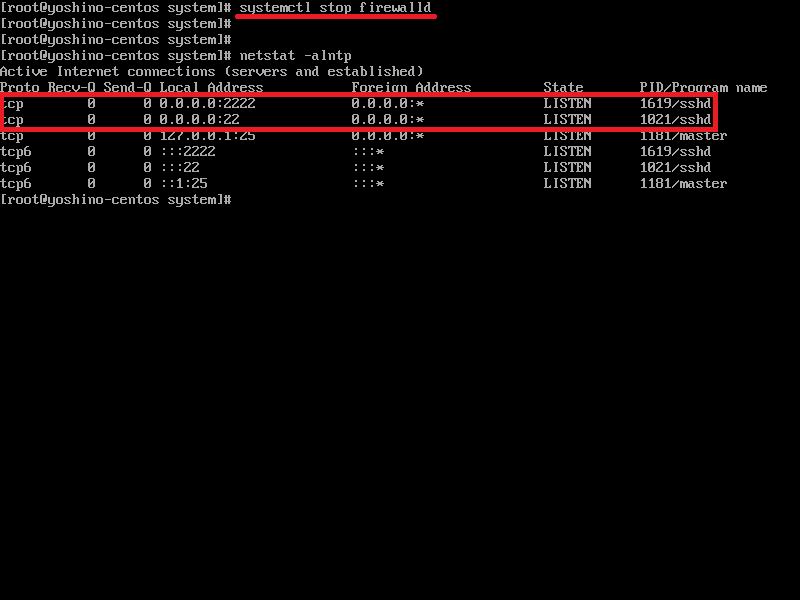 [root@yoshino-centos system]# systemctl stop firewalld
[root@yoshino-centos system]#
[root@yoshino-centos system]#
[root@yoshino-centos system]# netstat -alntp
Active Internet connections (servers and established)
Proto Recv-Q Send-Q Local Address           Foreign Address         State       PID/Program name
tcp        0      0 0.0.0.0:2222            0.0.0.0:*               LISTEN      1619/sshd
tcp        0      0 0.0.0.0:22              0.0.0.0:*               LISTEN      1021/sshd
tcp        0      0 127.0.0.1:25            0.0.0.0:*               LISTEN      1181/master
tcp6       0      0 :::2222                 :::*                    LISTEN      1619/sshd
tcp6       0      0 :::22                   :::*                    LISTEN      1021/sshd
tcp6       0      0 ::1:25                  :::*                    LISTEN      1181/master
[root@yoshino-centos system]#